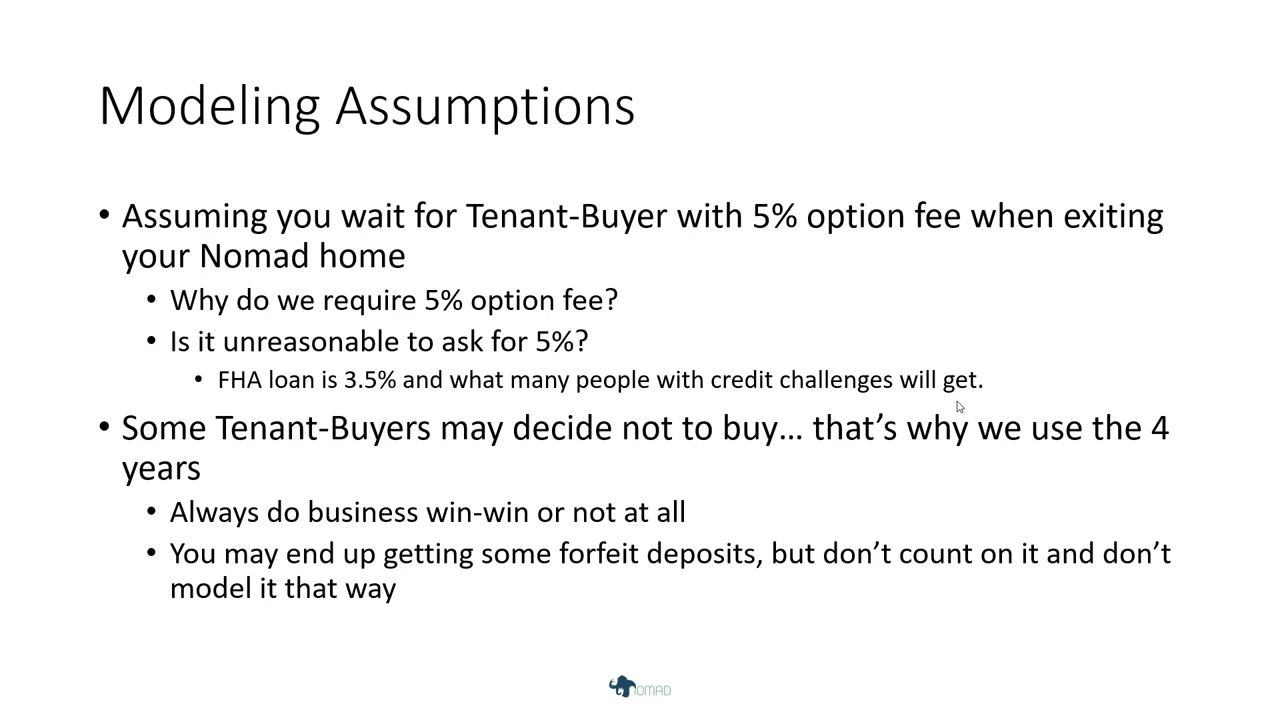 Modeling Assumptions
• Assuming you wait for Tenant-Buyer with 5% option fee when exiting
your Nomad home
• Why do we require 5% option fee?
• Is it unreasonable to ask for 5%?
• FHA loan is 3.5% and what many people with credit challenges will get.
• Some Tenant-Buyers may decide not to buy… that’s why we use the 4
years
• Always do business win-win or not at all
• You may end up getting some forfeit deposits, but don’t count on it and don’t
model it that way
NOMAD